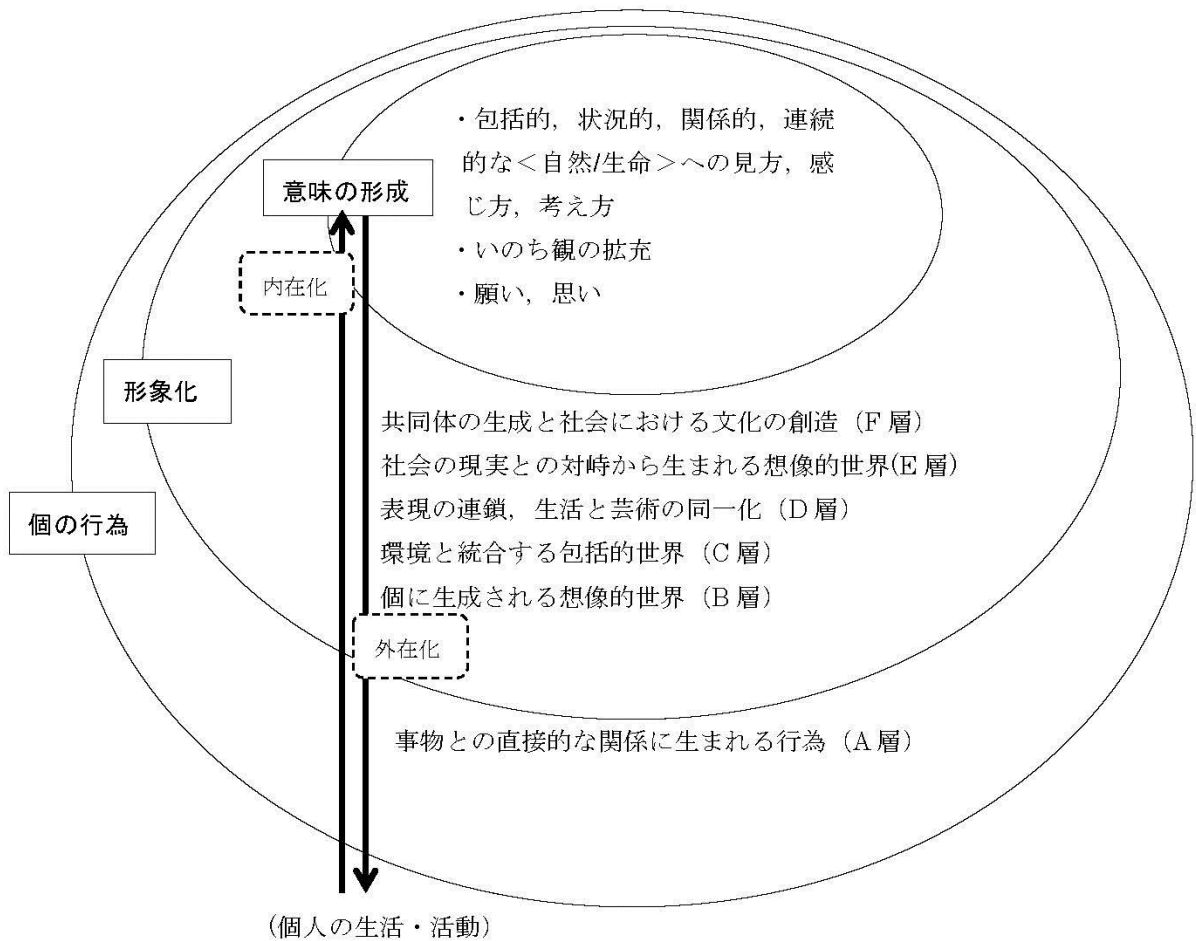 ・包括的，状況的，関係的，連続
的な＜自然/生命＞への見方，感
じ方，考え方
・いのち観の拡充
・願い，思い
意味の形成
内在化
形象化
個の行為
共同体の生成と社会における文化の創造（F 層）
社会の現実との対峙から生まれる想像的世界(E 層)
表現の連鎖，生活と芸術の同一化（D 層）
環境と統合する包括的世界（C 層）
個に生成される想像的世界（B 層）
外在化
事物との直接的な関係に生まれる行為（A 層）
（個人の生活・活動）